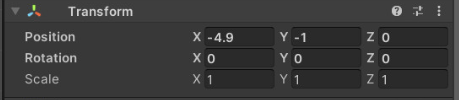 Transform
Position X -4.9 Y -1 Z 0
Rotation X 0 Y 0 Z 0
Scale X 1 Y 1 Z 1